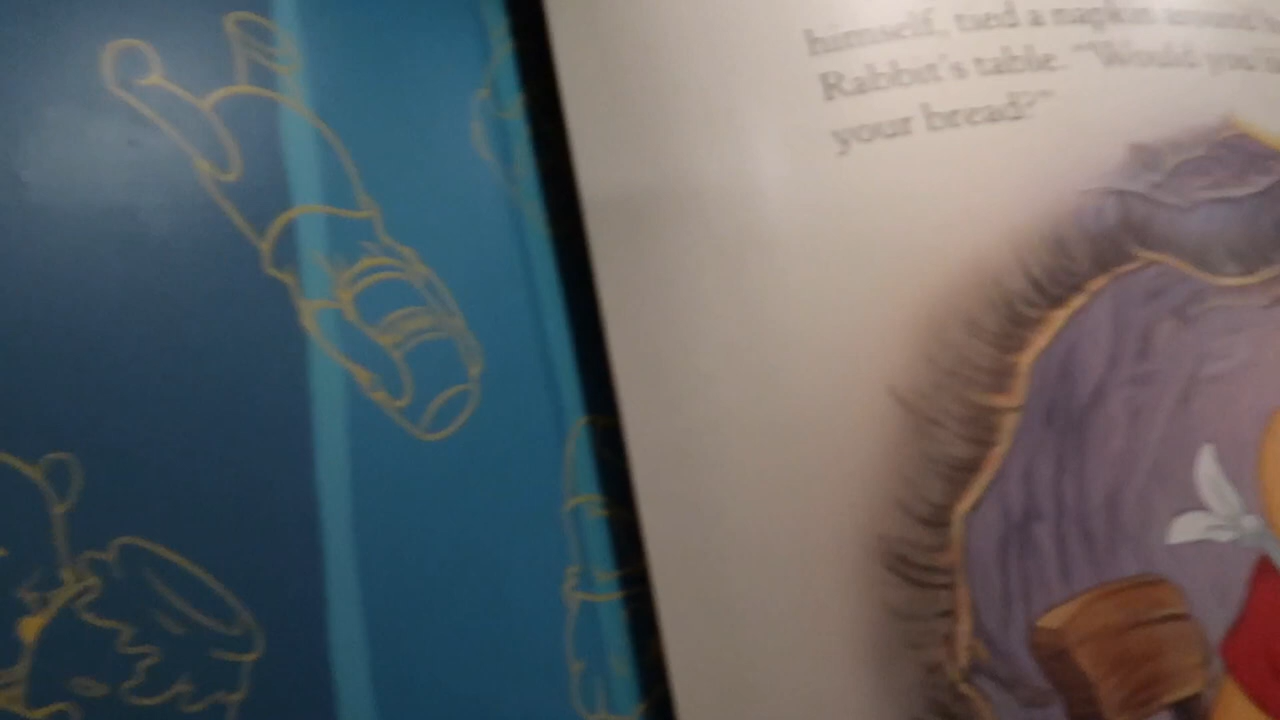 himself, tied a napkin around
Rabbit's table. "Would you
your bread?"